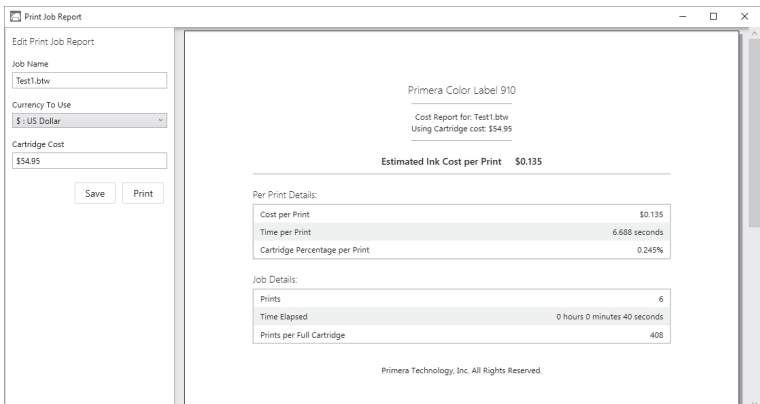 Print Job Report
Edit Print Job Report
Job Name
Test1.btw
Currency To Use
$ : US Dollar
Cartridge Cost
$54.95
Save Print
Primera Color Label 910
Cost Report for: Test1.btw
Using Cartridge cost: $54.95
Estimated Ink Cost per Print $0.135
Per Print Details:
Cost per Print $0.135
Time per Print 6.688 seconds
Cartridge Percentage per Print 0.245%
Job Details:
Prints 6
Time Elapsed 0 hours 0 minutes 40 seconds
Prints per Full Cartridge 408
Primera Technology, Inc. All Rights Reserved.